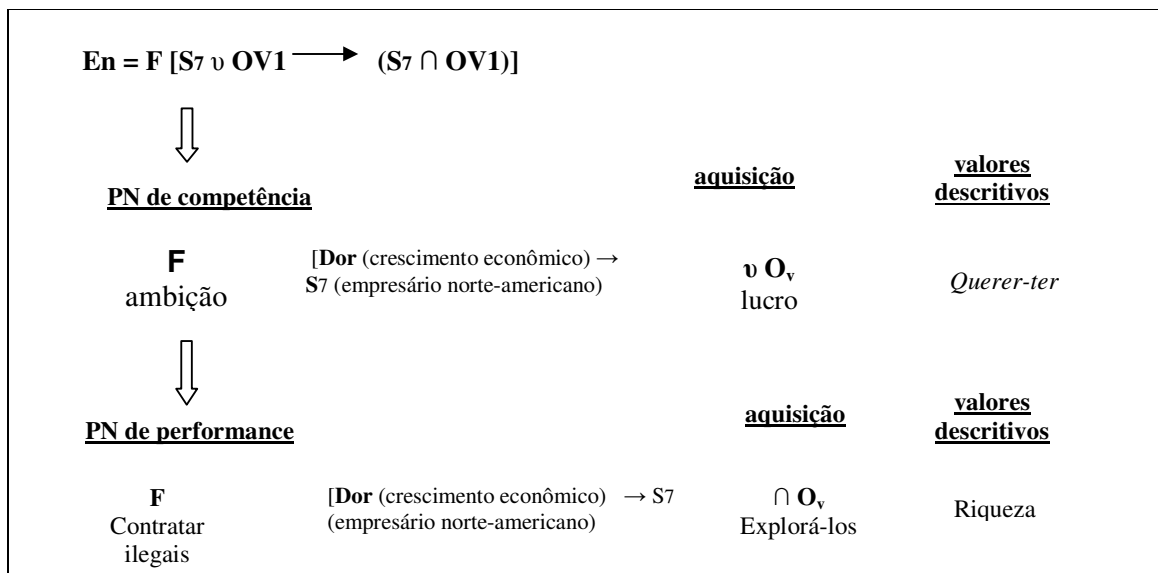 En = F [S7 υ OV1 → (S7 ∩ OV1)]
PN de competência
aquisição
valores
descritivos
F
ambição
[Dor (crescimento econômico) →
S7 (empresário norte-americano)
υ Ov
lucro
Querer-ter
PN de performance
aquisição
valores
descritivos
F
Contratar
ilegais
[Dor (crescimento econômico) → S7
(empresário norte-americano)
∩ Ov
Explorá-los
Riqueza